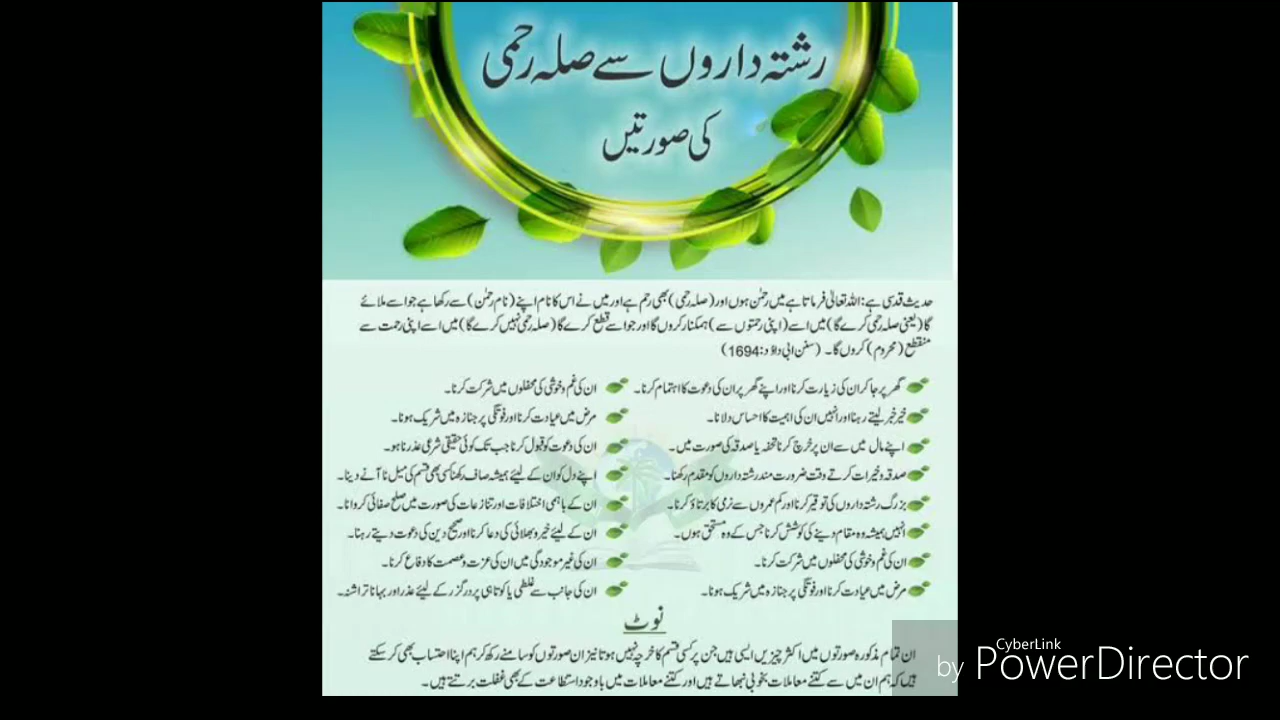 رشتہ داروں سے صلہ رحمی
کی صورتیں
حدیث قدسی ہے: اللہ تعالیٰ فرماتا ہے میں رحمٰن ہوں اور (صلہ رحمی) بھی رحم ہے اور میں نے اس کا نام اپنے (نام رحمٰن) سے رکھا ہے جو اسے ملائے
گا (یعنی صلہ رحمی کرے گا) میں اسے (اپنی رحمتوں سے) ہمکنار کروں گا اور جو اسے قطع کرے گا (صلہ رحمی نہیں کرے گا) میں اسے اپنی رحمت سے
منقطع (محروم) کروں گا۔ (سنن ابی داؤد: 1694)
گھر پر جا کر ان کی زیارت کرنا اور اپنے گھر پر ان کی دعوت کا اہتمام کرنا۔
خیر خبر لیتے رہنا اور انہیں ان کی اہمیت کا احساس دلانا۔
اپنے مال میں سے ان پر خرچ کرنا تحفہ یا صدقہ کی صورت میں۔
صدقہ و خیرات کرتے وقت ضرورت مند رشتہ داروں کو مقدم رکھنا۔
بزرگ رشتہ داروں کی توقیر کرنا اور کم عمروں سے نرمی کا برتاؤ کرنا۔
انہیں ہمیشہ وہ مقام دینے کی کوشش کرنا جس کے وہ مستحق ہوں۔
ان کی غم و خوشی کی محفلوں میں شرکت کرنا۔
مرض میں عیادت کرنا اور فوتگی پر جنازہ میں شریک ہونا۔
ان کی غم و خوشی کی محفلوں میں شرکت کرنا۔
مرض میں عیادت کرنا اور فوتگی پر جنازہ میں شریک ہونا۔
ان کی دعوت کو قبول کرنا جب تک کوئی حقیقی شرعی عذر نا ہو۔
اپنے دل کو ان کے لیئے ہمیشہ صاف رکھنا کسی بھی قسم کی میل نا آنے دینا۔
ان کے باہمی اختلافات اور تنازعات کی صورت میں صلح صفائی کروانا۔
ان کے لیئے خیر و بھلائی کی دعا کرنا اور صحیح دین کی دعوت دیتے رہنا۔
ان کی غیر موجودگی میں ان کی عزت و عصمت کا دفاع کرنا۔
ان کی جانب سے غلطی یا کوتاہی پر درگزر کے لیئے عذر اور بہانا تراشنہ۔
نوٹ
ان تمام مذکورہ صورتوں میں اکثر چیزیں ایسی ہیں جن پر کسی قسم کا خرچہ نہیں ہوتا نیز ان صورتوں کو سامنے رکھ کر ہم اپنا احتساب بھی کر سکتے
ہیں کہ ہم ان میں سے کتنے معاملات بخوبی نبھاتے ہیں اور کتنے معاملات میں باوجود استطاعت کے بھی غفلت برتتے ہیں۔
by CyberLink PowerDirector